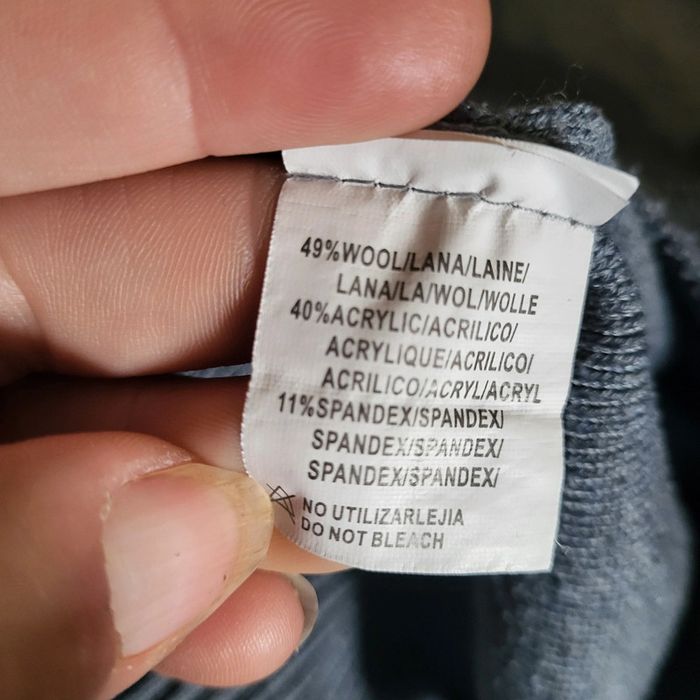 49%WOOL/LANA/LAINE/
LANA/LA/WOL/WOLLE
40%ACRYLIC/ACRILICO/
ACRYLIQUE/ACRILICO/
ACRILICO/ACRYL/ACRYL
11%SPANDEX/SPANDEX/
SPANDEX/SPANDEX/
SPANDEX/SPANDEX/
NO UTILIZARLEJIA
DO NOT BLEACH